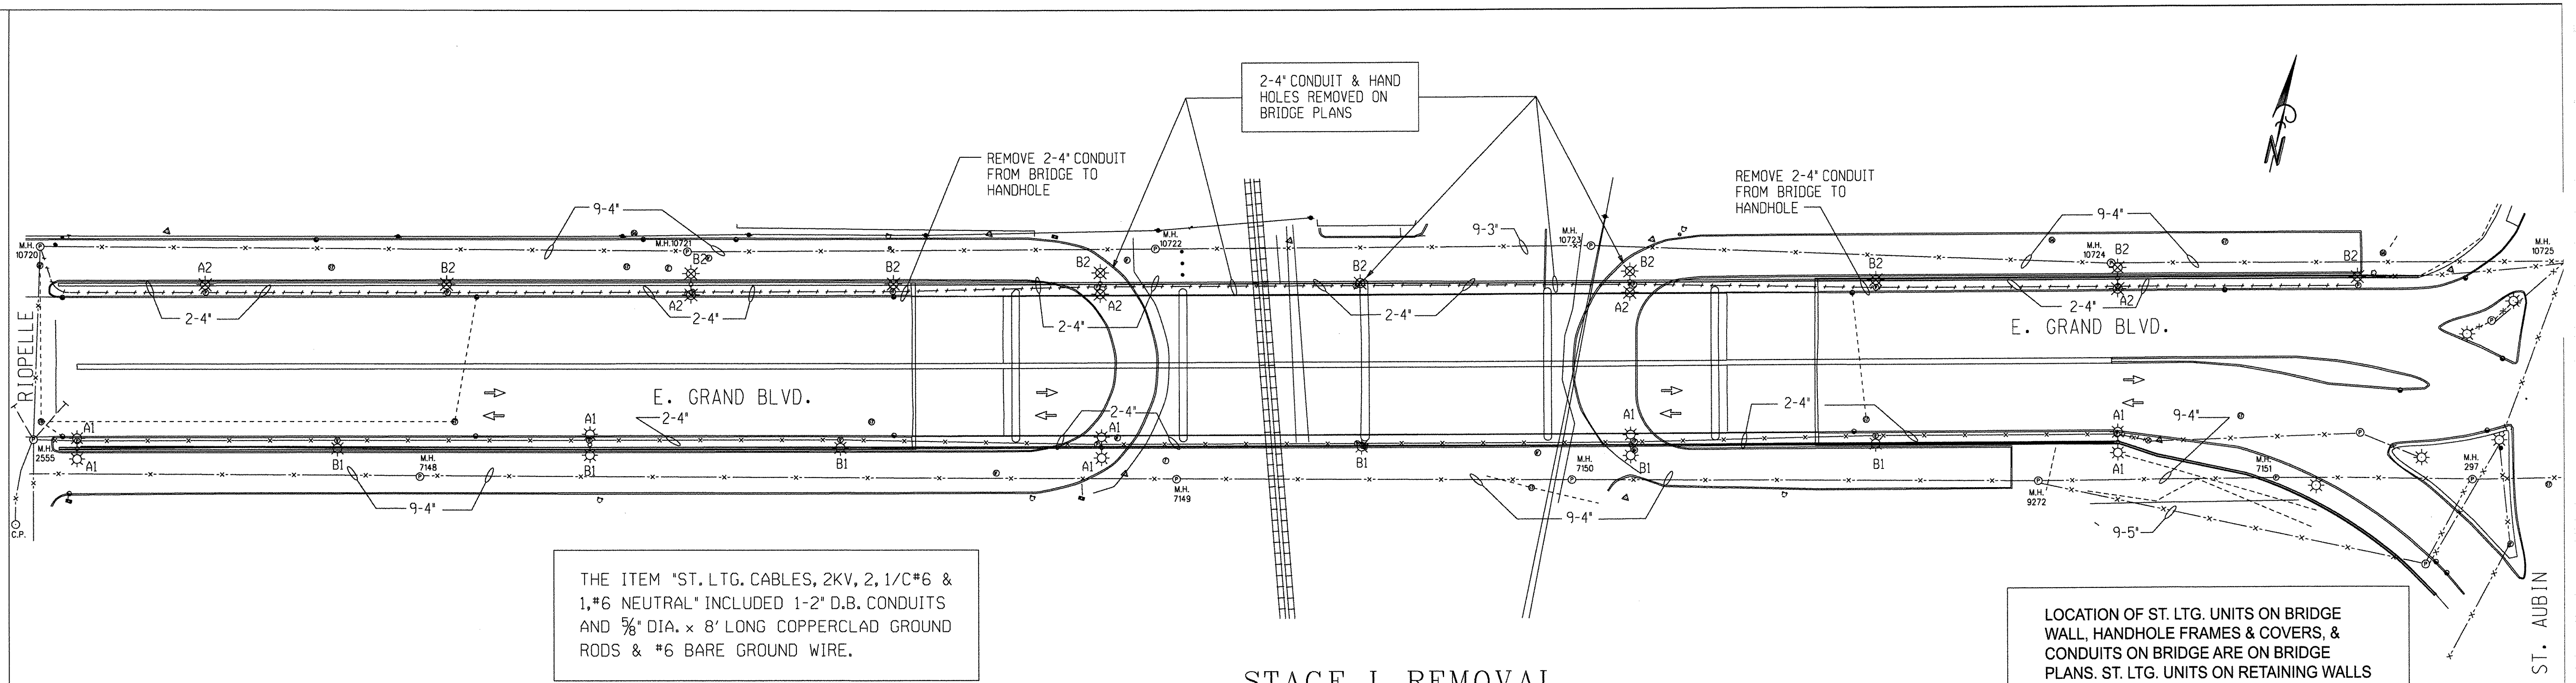 2-4" CONDUIT & HAND
HOLES REMOVED ON
BRIDGE PLANS
N
REMOVE 2-4" CONDUIT
FROM BRIDGE TO
HANDHOLE
REMOVE 2-4" CONDUIT
FROM BRIDGE TO
HANDHOLE
9-4"
9-3"
9-4"
M.H.
10720
M.H.10721
M.H.
10722
M.H.
10723
M.H.
10724
M.H.
10725
A2
B2
B2
A2
B2
B2
A2
B2
B2
A2
B2
B2
A2
B2
2-4"
2-4"
2-4"
2-4"
2-4"
RIOPELLE
E. GRAND BLVD.
E. GRAND BLVD.
2-4"
2-4"
2-4"
9-4"
M.H.
2555
A1
A1
B1
A1
B1
B1
A1
A1
B1
A1
B1
B1
A1
A1
M.H.
7148
M.H.
7149
M.H.
7150
M.H.
9272
M.H.
7151
M.H.
297
9-4"
9-4"
9-5"
C.P.
ST. AUBIN
THE ITEM "ST. LTG. CABLES, 2KV, 2, 1/C#6 &
1,#6 NEUTRAL" INCLUDED 1-2" D.B. CONDUITS
AND 5/8" DIA. x 8' LONG COPPERCLAD GROUND
RODS & #6 BARE GROUND WIRE.
LOCATION OF ST. LTG. UNITS ON BRIDGE
WALL, HANDHOLE FRAMES & COVERS, &
CONDUITS ON BRIDGE ARE ON BRIDGE
PLANS. ST. LTG. UNITS ON RETAINING WALLS
STAGE I REMOVAL